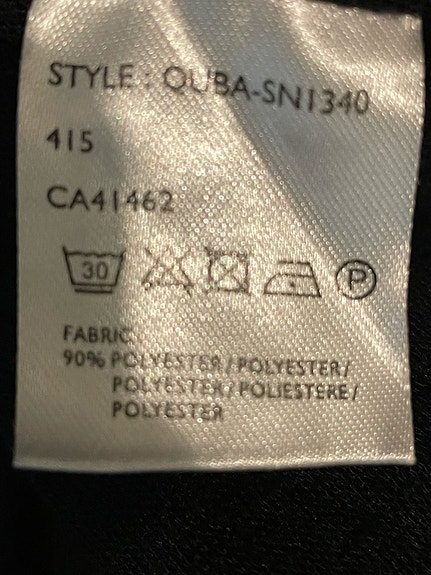 STYLE : QUBA-SN1340
415
CA41462
30 P
FABRIC
90% POLYESTER/POLYESTER/
POLYESTER/POLIESTERE/
POLYESTER